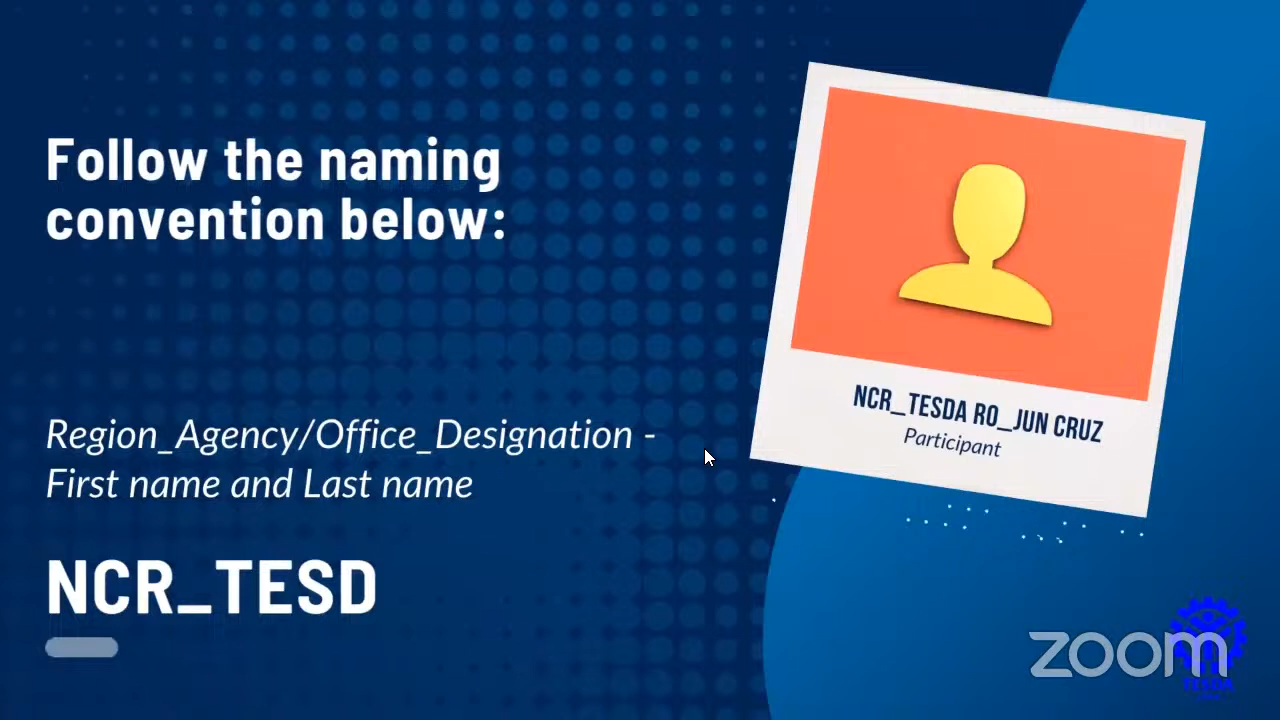 Follow the naming
convention below:
Region_Agency/Office_Designation -
First name and Last name
NCR_TESD
NCR_TESDA RO_JUN CRUZ
Participant
zoom
TESDA